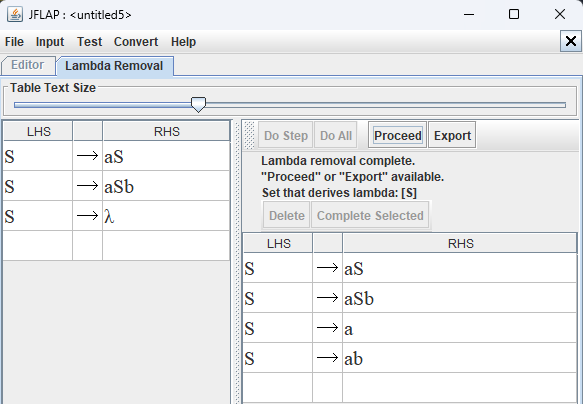 JFLAP : <untitled5>
File Input Test Convert Help
Editor Lambda Removal
Table Text Size
LHS RHS
S → aS
S → aSb
S → λ
Do Step Do All Proceed Export
Lambda removal complete.
"Proceed" or "Export" available.
Set that derives lambda: [S]
Delete Complete Selected
LHS RHS
S → aS
S → aSb
S → a
S → ab